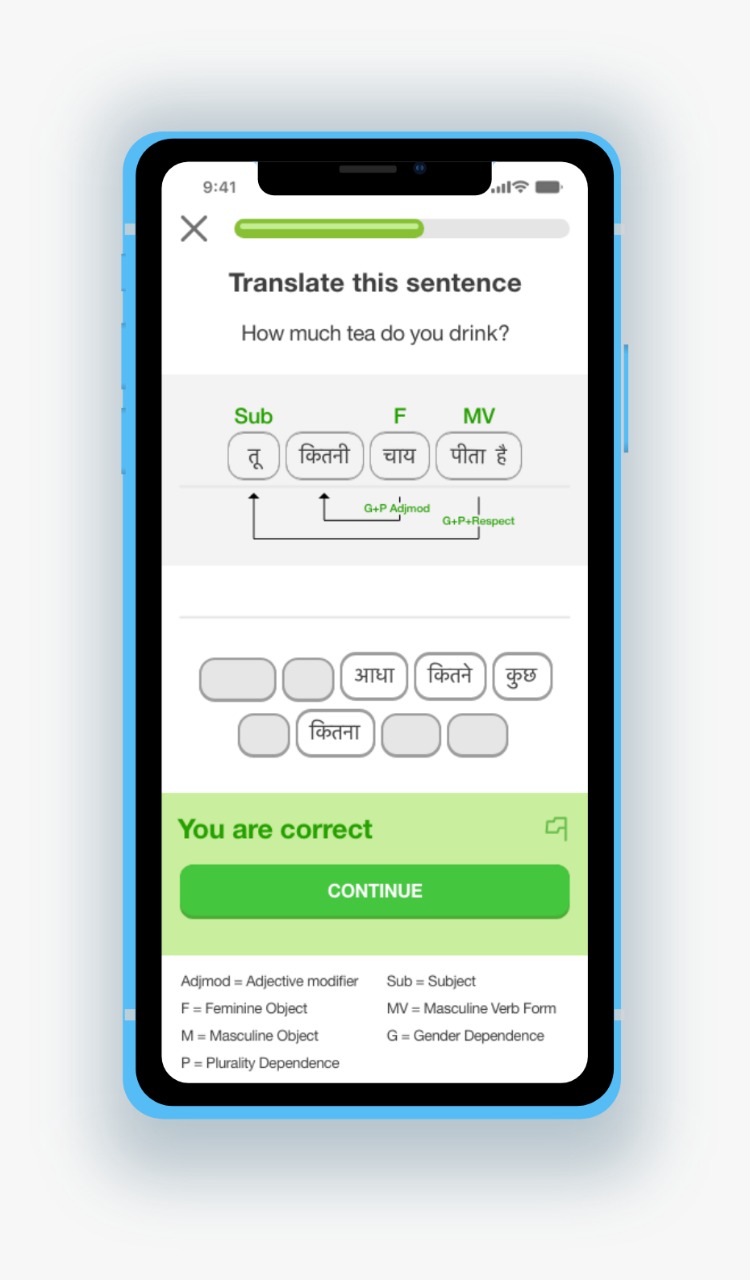 9:41
Translate this sentence
How much tea do you drink?
Sub F MV
तू कितनी चाय पीता है
G+P Adjmod
G+P+Respect
आधा कितने कुछ
कितना
You are correct
CONTINUE
Adjmod = Adjective modifier Sub = Subject
F = Feminine Object MV = Masculine Verb Form
M = Masculine Object G = Gender Dependence
P = Plurality Dependence